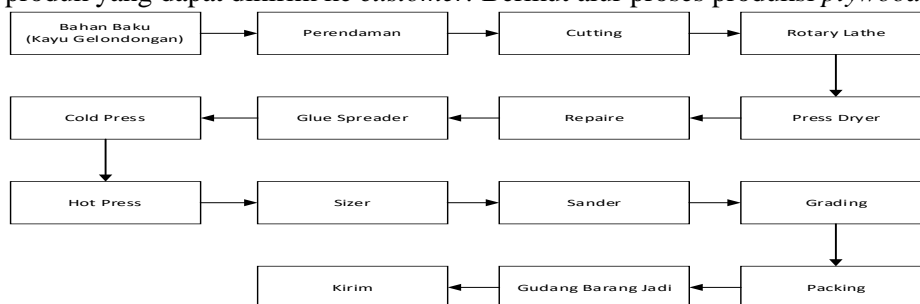 produk yang dapat dikirim ke customer. Berikut alur proses produksi plywood
Bahan Baku
(Kayu Gelondongan)
Perendaman
Cutting
Rotary Lathe
Press Dryer
Repaire
Glue Spreader
Cold Press
Hot Press
Sizer
Sander
Grading
Packing
Gudang Barang Jadi
Kirim